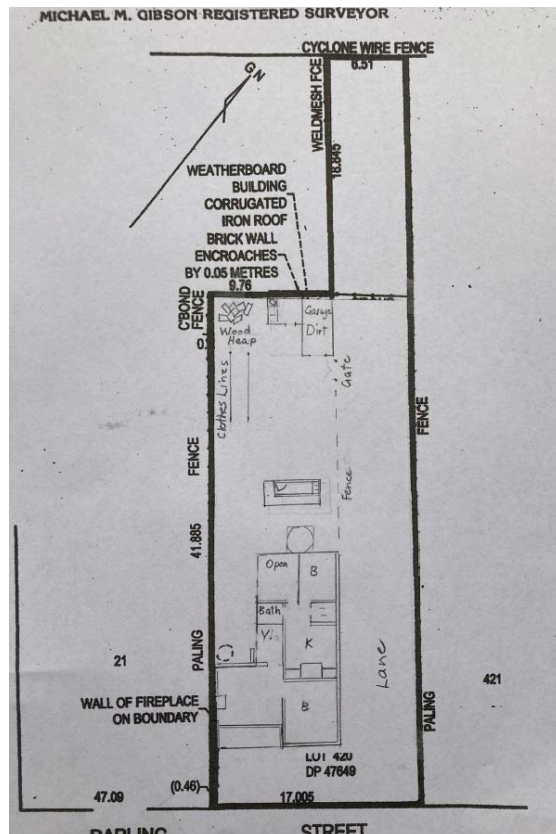 MICHAEL M. GIBSON REGISTERED SURVEYOR
CYCLONE WIRE FENCE
6.51
GN
WELDMESH FCE
18.845
WEATHERBOARD
BUILDING
CORRUGATED
IRON ROOF
BRICK WALL
ENCROACHES
BY 0.05 METRES
9.76
C'BOND
FENCE
Wood
Heap
Garage
Dirt
Clothes Lines
Gate
FENCE
FENCE
Fence
41.885
Open
B
Bath
K
Lane
21
PALING
421
WALL OF FIREPLACE
ON BOUNDARY
B
PALING
LOT 420
DP 47649
(0.46)
47.09
17.005
DARLING STREET